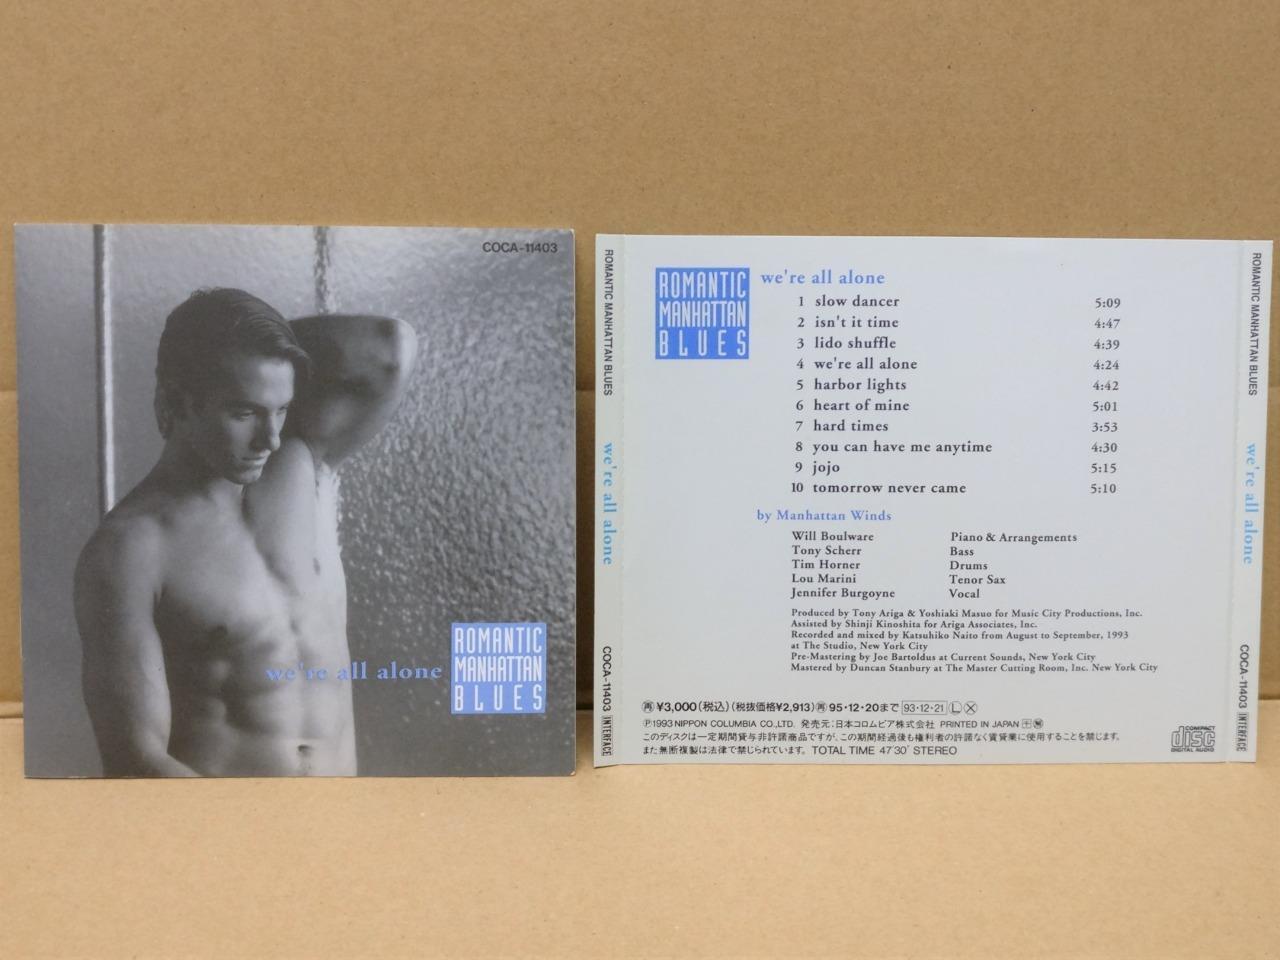 COCA-11403
we're all alone
ROMANTIC
MANHATTAN
BLUES
ROMANTIC MANHATTAN BLUES
we're all alone
COCA-11403 INTERFACE
ROMANTIC
MANHATTAN
BLUES
we're all alone
1 slow dancer 5:09
2 isn't it time 4:47
3 lido shuffle 4:39
4 we're all alone 4:24
5 harbor lights 4:42
6 heart of mine 5:01
7 hard times 3:53
8 you can have me anytime 4:30
9 jojo 5:15
10 tomorrow never came 5:10
by Manhattan Winds
Will Boulware Piano & Arrangements
Tony Scherr Bass
Tim Horner Drums
Lou Marini Tenor Sax
Jennifer Burgoyne Vocal
Produced by Tony Ariga & Yoshiaki Masuo for Music City Productions, Inc.
Assisted by Shinji Kinoshita for Ariga Associates, Inc.
Recorded and mixed by Katsuhiko Naito from August to September, 1993
at The Studio, New York City
Pre-Mastering by Joe Bartoldus at Current Sounds, New York City
Mastered by Duncan Stanbury at The Master Cutting Room, Inc. New York City
㊢ ¥3,000(税込)(税抜価格¥2,913)㊢ 95・12・20まで 93・12・21 Ⓛ Ⓧ
Ⓟ1993 NIPPON COLUMBIA CO.,LTD. 発売元:日本コロムビア株式会社 PRINTED IN JAPAN
このディスクは一定期間貸与非許諾商品ですが、この期間経過後も権利者の許諾なく賃貸業に使用することを禁じます。
また無断複製は法律で禁じられています。 TOTAL TIME 47'30" STEREO
COMPACT
disc
DIGITAL AUDIO
ROMANTIC MANHATTAN BLUES
we're all alone
COCA-11403 INTERFACE